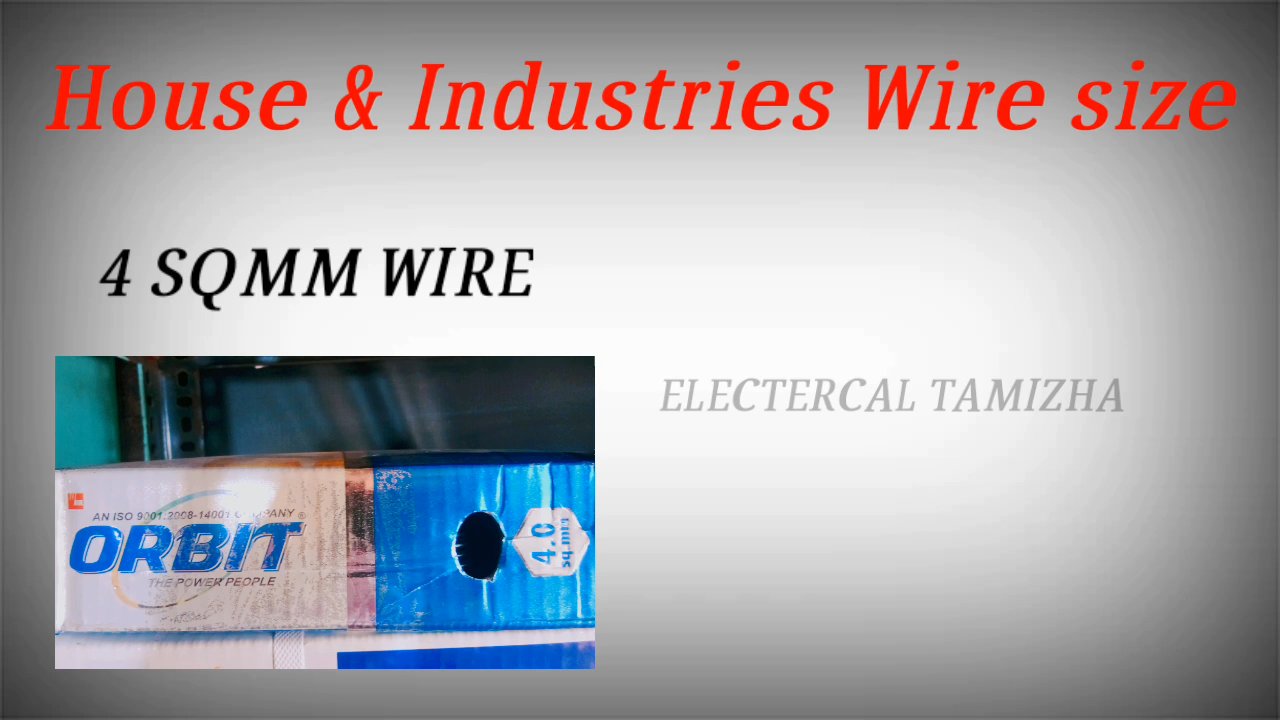 House & Industries Wire size
4 SQMM WIRE
ELECTERCAL TAMIZHA
AN ISO 9001:2008-14001 COMPANY ®
ORBIT
THE POWER PEOPLE
4.0
sq.mm